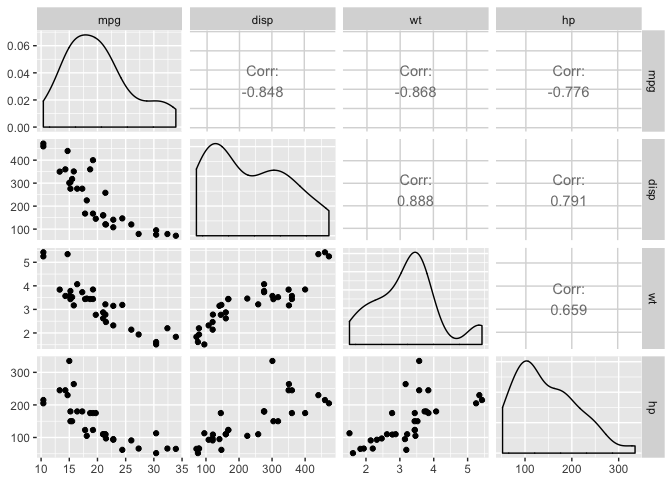 mpg disp wt hp
0.06
0.04
0.02
0.00
Corr:
-0.848
Corr:
-0.868
Corr:
-0.776
mpg
400
300
200
100
Corr:
0.888
Corr:
0.791
disp
5
4
3
2
Corr:
0.659
wt
300
200
100
hp
10 15 20 25 30 35 100 200 300 400 2 3 4 5 100 200 300